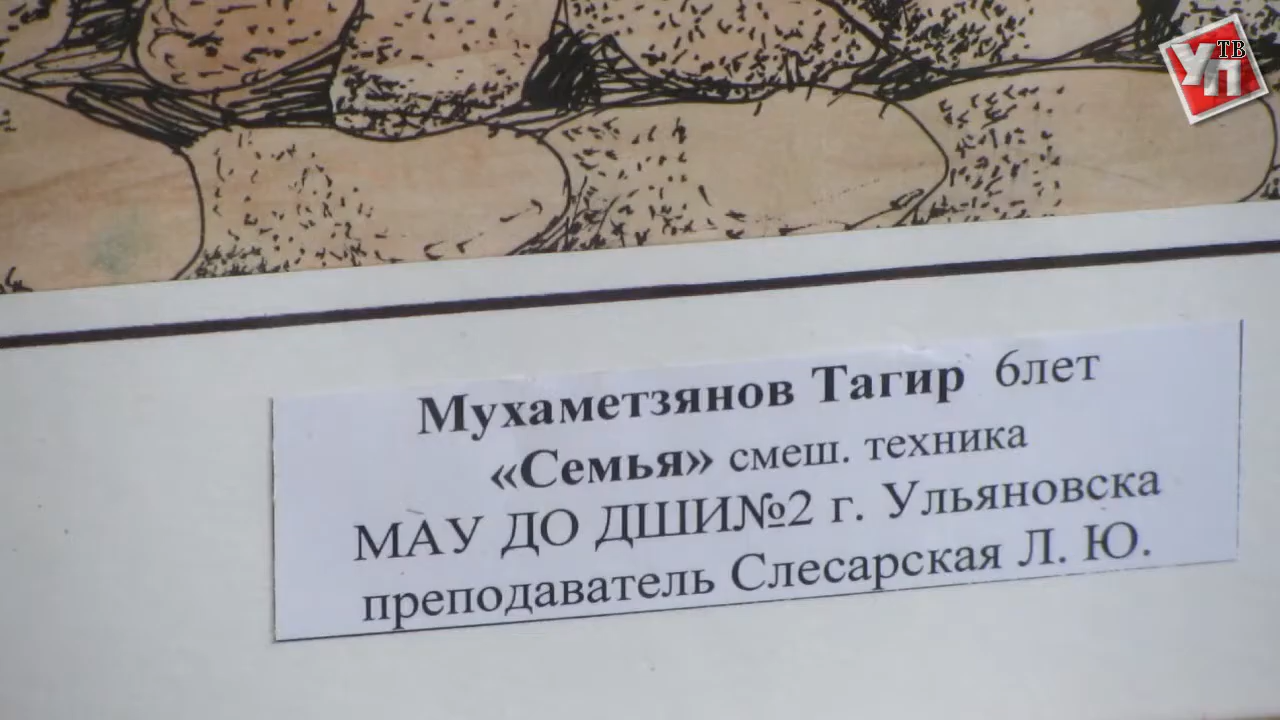 УП ТВ
Мухаметзянов Тагир 6лет
«Семья» смеш. техника
МАУ ДО ДШИ№2 г. Ульяновска
преподаватель Слесарская Л. Ю.